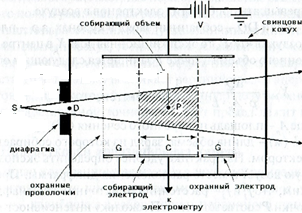 собирающий объем
V
свинцовый
кожух
S
D
P
L
диафрагма
G
C
G
охранные
проволочки
собирающий
электрод
охранный электрод
к
электрометру